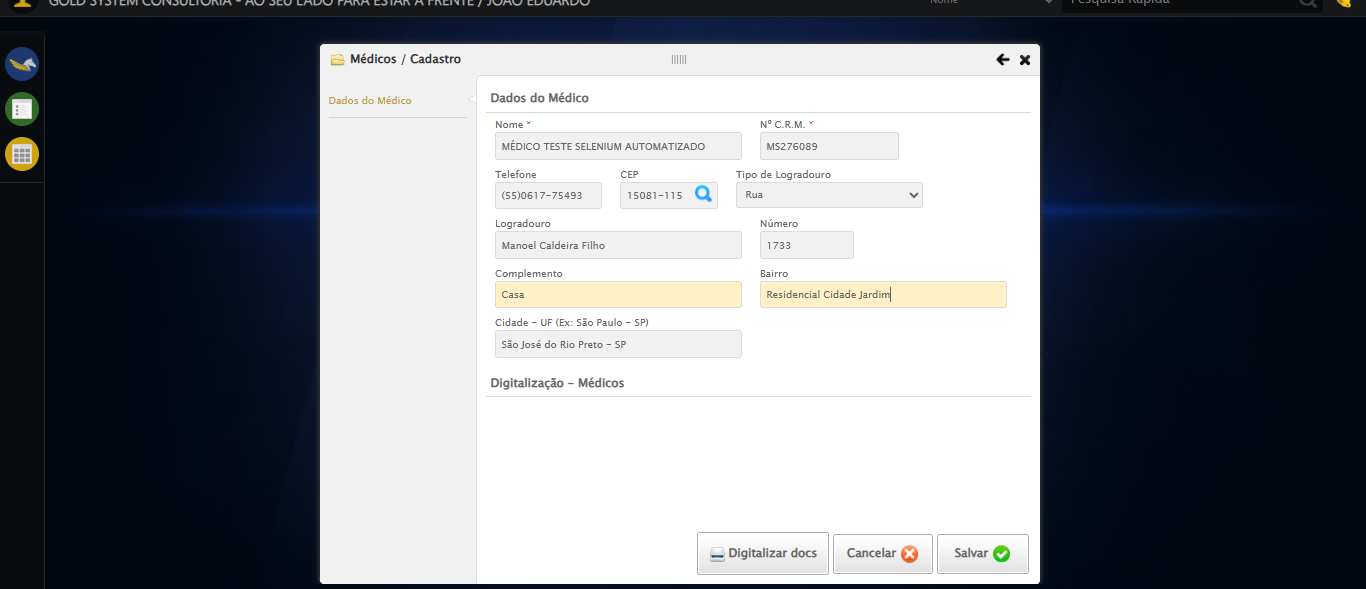 GOLD SYSTEM CONSULTORIA - AO SEU LADO PARA ESTAR À FRENTE / JOÃO EDUARDO
Nome
Pesquisa Rápida
Médicos / Cadastro
Dados do Médico
Dados do Médico
Nome *
Nº C.R.M. *
MÉDICO TESTE SELENIUM AUTOMATIZADO
MS276089
Telefone
CEP
Tipo de Logradouro
(55)0617-75493
15081-115
Rua
Logradouro
Número
Manoel Caldeira Filho
1733
Complemento
Bairro
Casa
Residencial Cidade Jardim
Cidade - UF (Ex: São Paulo - SP)
São José do Rio Preto - SP
Digitalização - Médicos
Digitalizar docs
Cancelar
Salvar